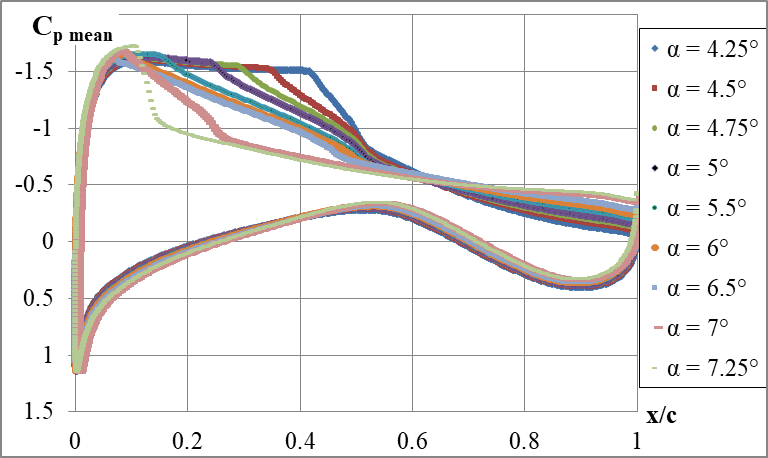 Cp mean
-1.5
-1
-0.5
0
0.5
1
1.5
0 0.2 0.4 0.6 0.8 1
x/c
α = 4.25°
α = 4.5°
α = 4.75°
α = 5°
α = 5.5°
α = 6°
α = 6.5°
α = 7°
α = 7.25°